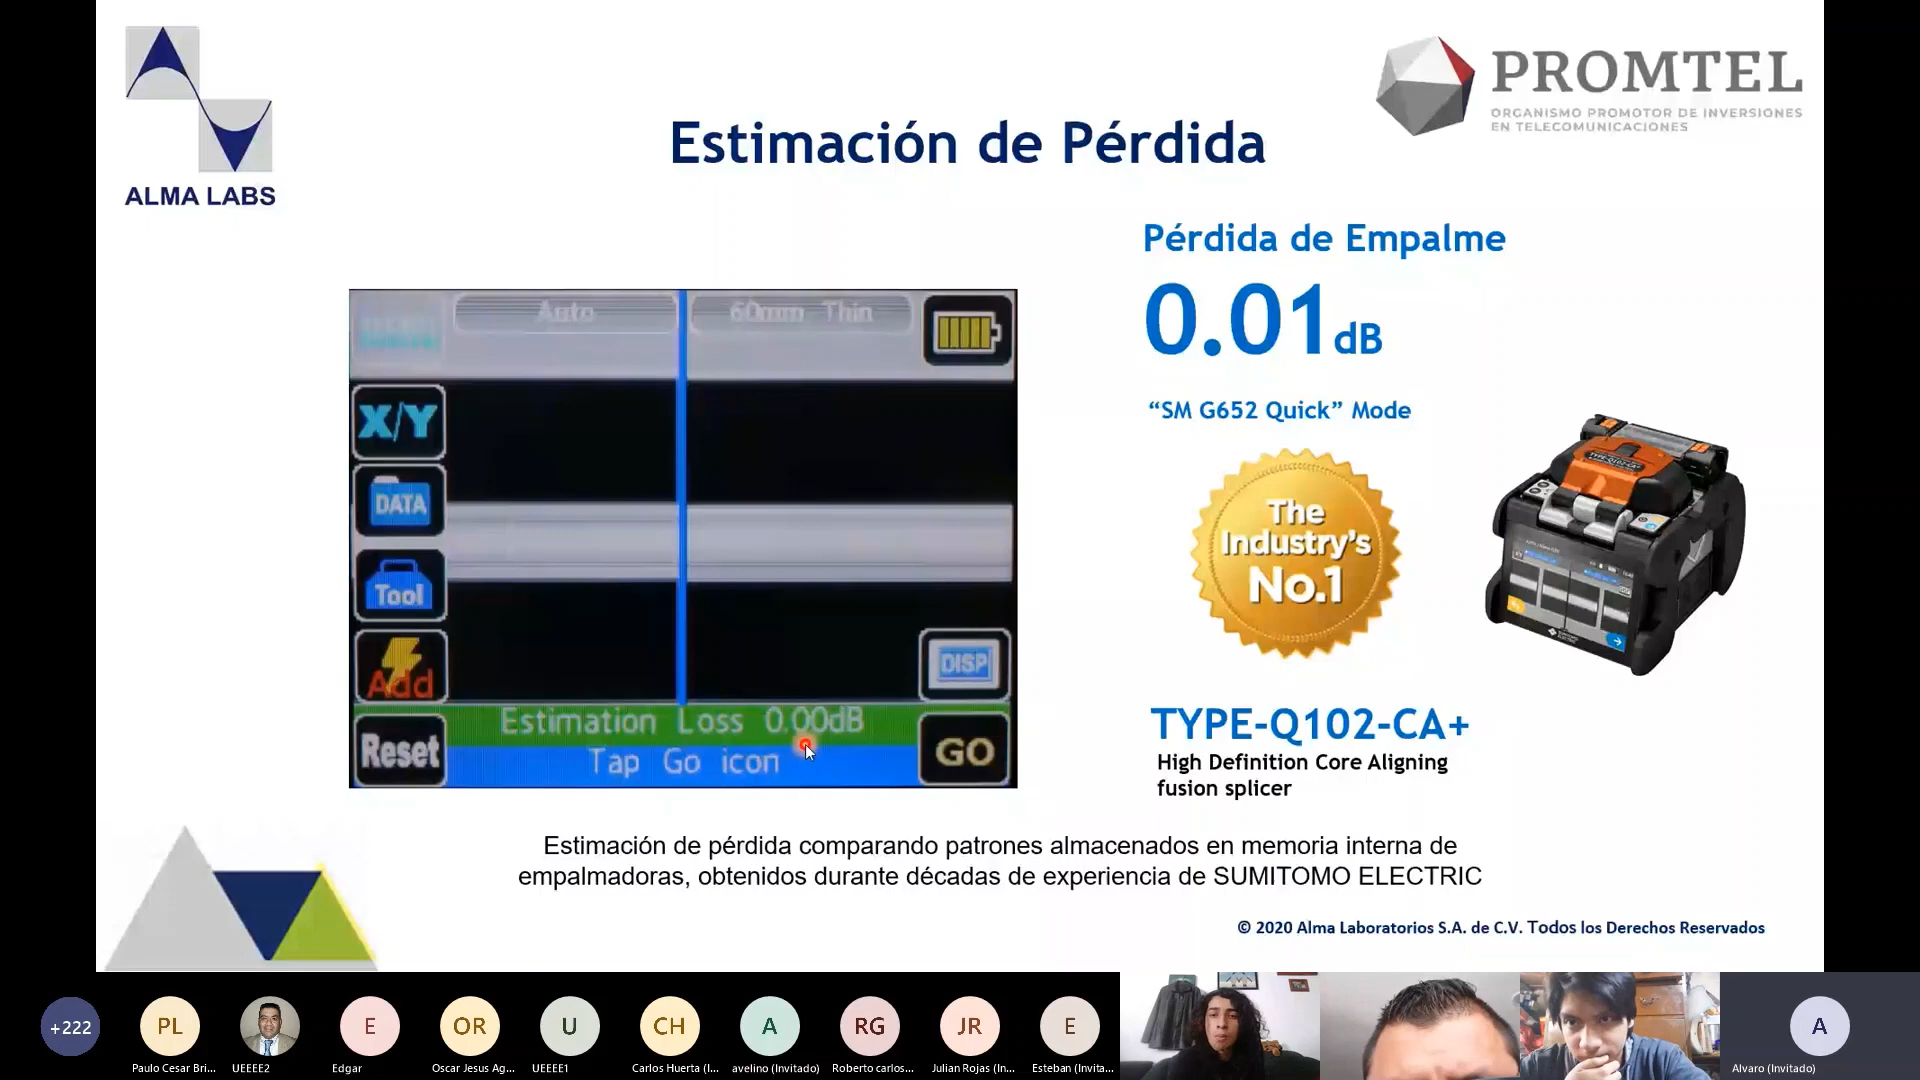 PROMTEL
ORGANISMO PROMOTOR DE INVERSIONES
EN TELECOMUNICACIONES
ALMA LABS
Estimación de Pérdida
Pérdida de Empalme
0.01dB
“SM G652 Quick” Mode
The
Industry's
No.1
TYPE-Q102-CA+
High Definition Core Aligning
fusion splicer
Auto
60mm Thin
X/Y
DATA
Tool
Add
DISP
Reset
Estimation Loss 0.00dB
Tap Go icon
GO
Estimación de pérdida comparando patrones almacenados en memoria interna de
empalmadoras, obtenidos durante décadas de experiencia de SUMITOMO ELECTRIC
© 2020 Alma Laboratorios S.A. de C.V. Todos los Derechos Reservados
+222
PL
E
OR
U
CH
A
RG
JR
E
A
Paulo Cesar Bri...
UEEEE2
Edgar
Oscar Jesus Ag...
UEEEE1
Carlos Huerta (I...
avelino (Invitado)
Roberto carlos...
Julian Rojas (In...
Esteban (Invita...
Alvaro (Invitado)